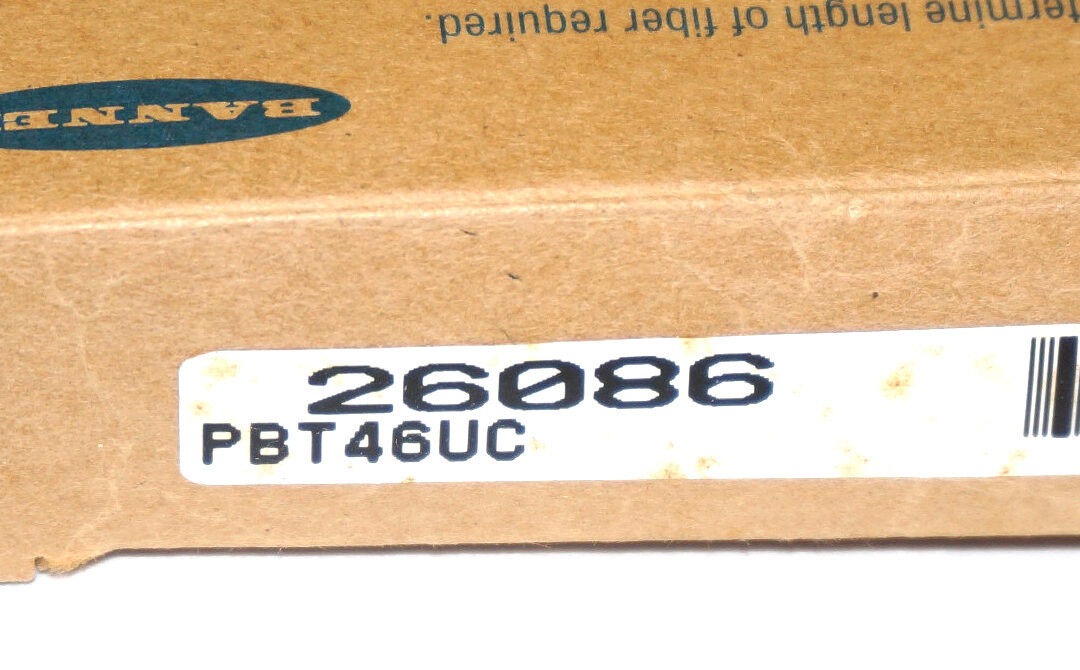 termine length of fiber required.
BANNE
26086
PBT46UC